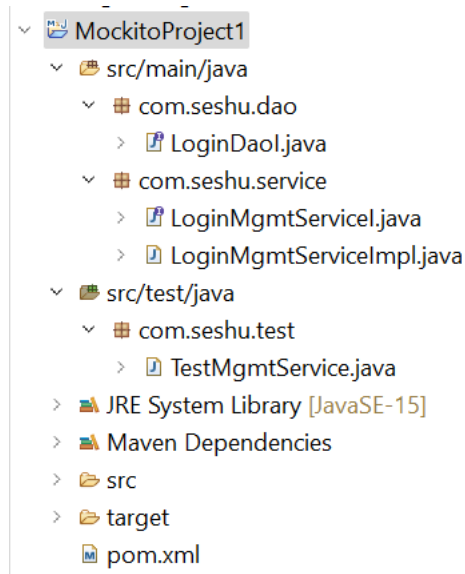 MockitoProject1
src/main/java
com.seshu.dao
LoginDaoI.java
com.seshu.service
LoginMgmtServiceI.java
LoginMgmtServiceImpl.java
src/test/java
com.seshu.test
TestMgmtService.java
JRE System Library [JavaSE-15]
Maven Dependencies
src
target
pom.xml